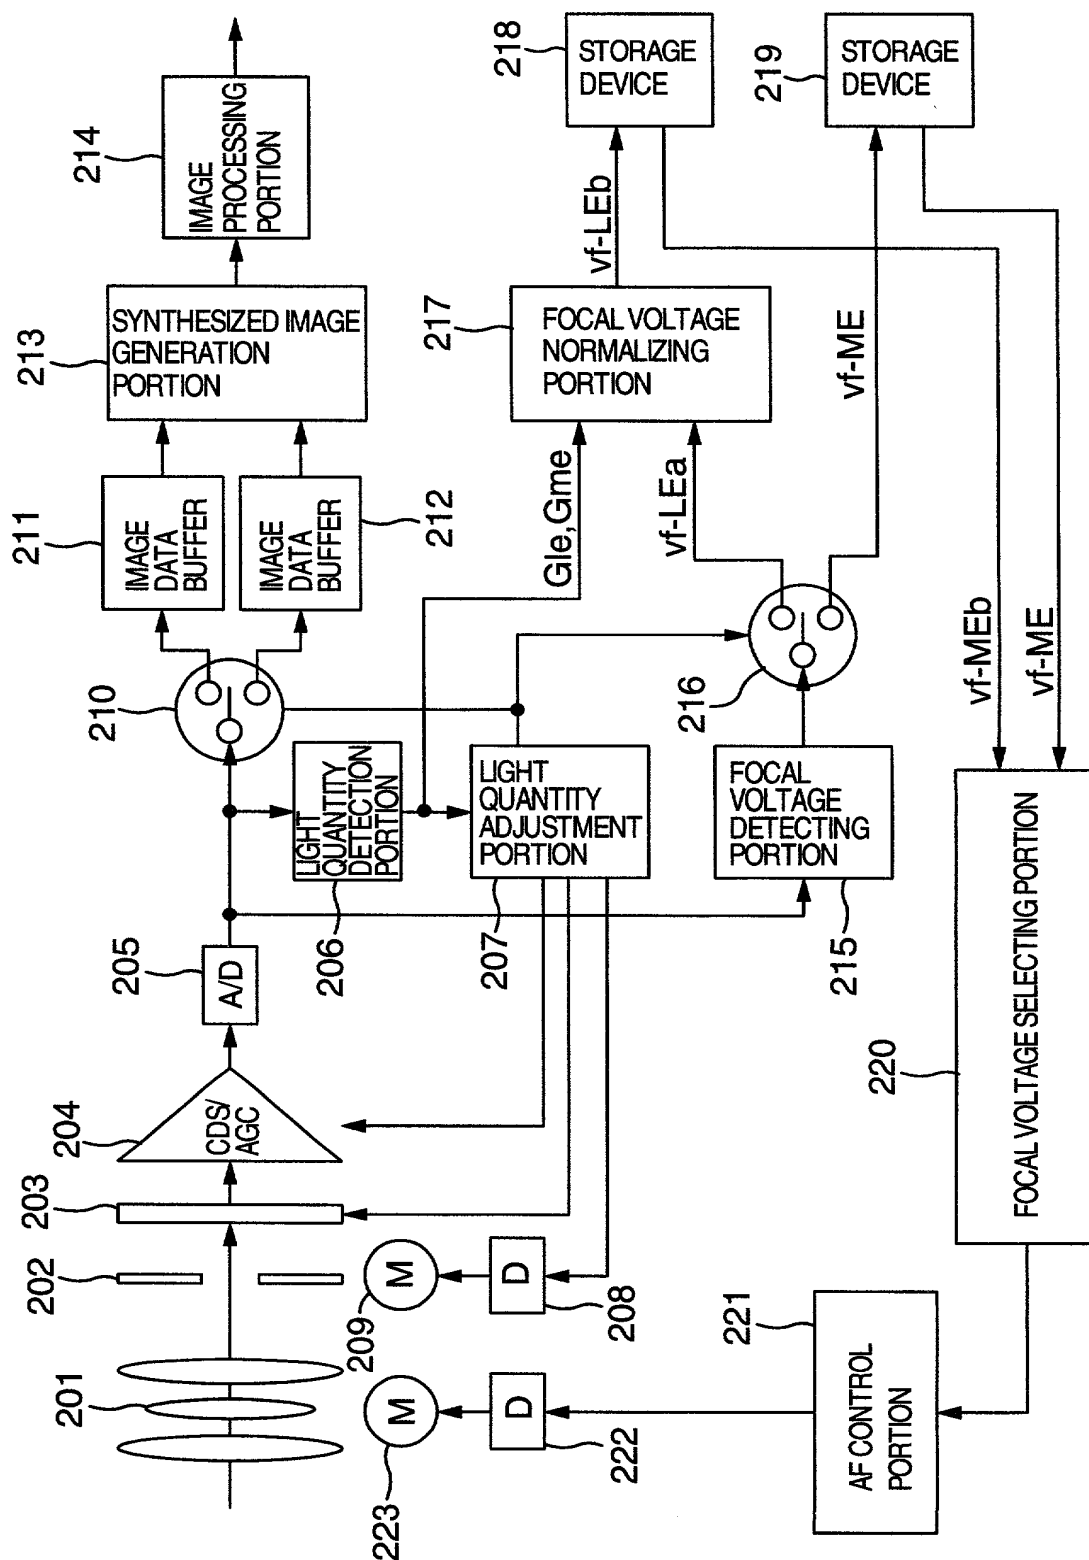 201
202
203
204
CDS/
AGC
205
A/D
210
211
IMAGE
DATA
BUFFER
IMAGE
DATA
BUFFER
212
213
SYNTHESIZED IMAGE
GENERATION
PORTION
214
IMAGE
PROCESSING
PORTION
LIGHT
QUANTITY
DETECTION
PORTION
206
LIGHT
QUANTITY
ADJUSTMENT
PORTION
207
M
209
D
208
M
223
D
222
Gle,Gme
vf-LEa
217
FOCAL VOLTAGE
NORMALIZING
PORTION
vf-LEb
218
STORAGE
DEVICE
219
STORAGE
DEVICE
vf-ME
216
FOCAL
VOLTAGE
DETECTING
PORTION
215
vf-MEb
vf-ME
220
FOCAL VOLTAGE SELECTING PORTION
221
AF CONTROL
PORTION